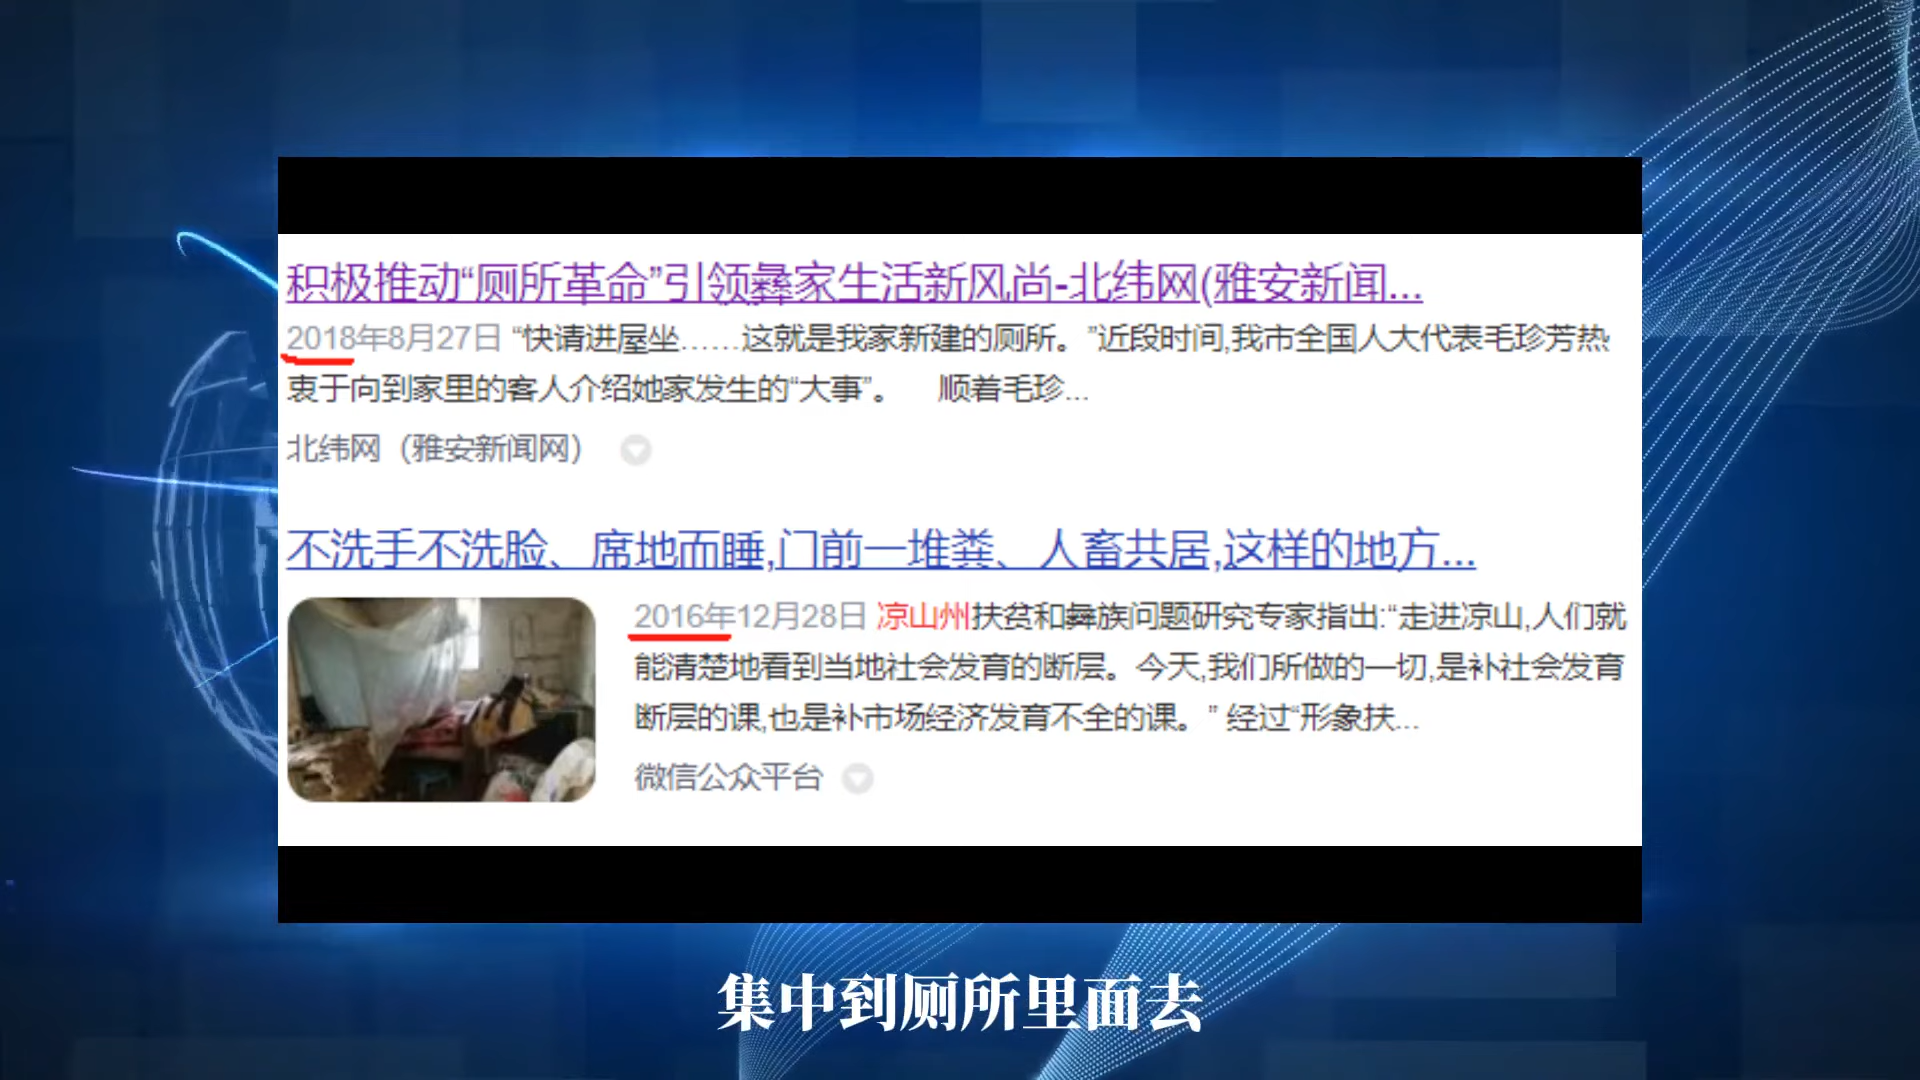 积极推动“厕所革命”引领彝家生活新风尚-北纬网(雅安新闻...
2018年8月27日 “快请进屋坐……这就是我家新建的厕所。”近段时间,我市全国人大代表毛珍芳热
衷于向到家里的客人介绍她家发生的“大事”。 顺着毛珍...
北纬网（雅安新闻网）
不洗手不洗脸、席地而睡,门前一堆粪、人畜共居,这样的地方...
2016年12月28日 凉山州扶贫和彝族问题研究专家指出:“走进凉山,人们就
能清楚地看到当地社会发育的断层。今天,我们所做的一切,是补社会发育
断层的课,也是补市场经济发育不全的课。” 经过“形象扶...
微信公众平台
集中到厕所里面去